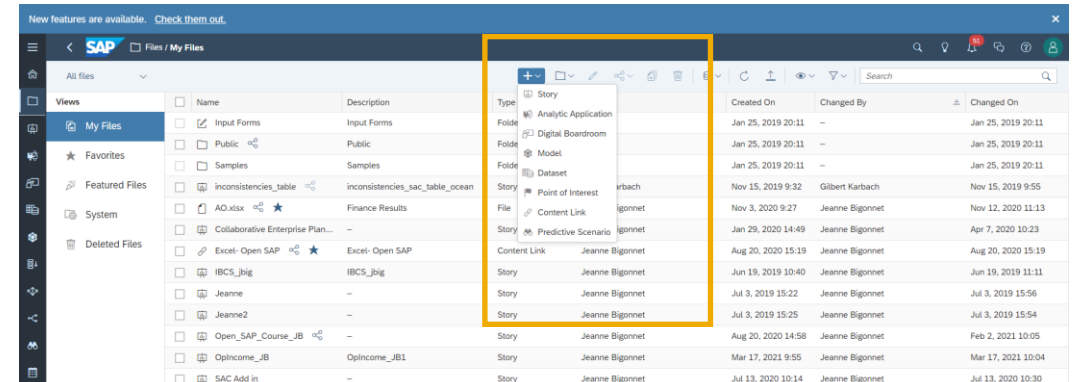 New features are available. Check them out.
SAP Files / My Files 51
All files Search
Views Name Description Type Created On Changed By Changed On
My Files
Favorites
Featured Files
System
Deleted Files
Story
Analytic Application
Digital Boardroom
Model
Dataset
Point of Interest
Content Link
Predictive Scenario
Input Forms Input Forms Folde Jan 25, 2019 20:11 – Jan 25, 2019 20:11
Public Public Folde Jan 25, 2019 20:11 – Jan 25, 2019 20:11
Samples Samples Folde Jan 25, 2019 20:11 – Jan 25, 2019 20:11
inconsistencies_table inconsistencies_sac_table_ocean Story arbach Nov 15, 2019 9:32 Gilbert Karbach Nov 15, 2019 9:55
AO.xlsx Finance Results File igonnet Nov 3, 2020 9:27 Jeanne Bigonnet Nov 12, 2020 11:13
Collaborative Enterprise Plan... – Story igonnet Jan 29, 2020 14:49 Jeanne Bigonnet Apr 7, 2020 10:23
Excel- Open SAP Excel- Open SAP Content Link Jeanne Bigonnet Aug 20, 2020 15:19 Jeanne Bigonnet Aug 20, 2020 15:19
IBCS_jbig IBCS_jbig Story Jeanne Bigonnet Jun 19, 2019 10:40 Jeanne Bigonnet Jun 19, 2019 11:11
Jeanne – Story Jeanne Bigonnet Jul 3, 2019 15:22 Jeanne Bigonnet Jul 3, 2019 15:56
Jeanne2 – Story Jeanne Bigonnet Jul 3, 2019 15:25 Jeanne Bigonnet Jul 3, 2019 15:54
Open_SAP_Course_JB – Story Jeanne Bigonnet Aug 20, 2020 14:58 Jeanne Bigonnet Feb 2, 2021 10:05
OpIncome_JB OpIncome_JB1 Story Jeanne Bigonnet Mar 17, 2021 9:55 Jeanne Bigonnet Mar 17, 2021 10:04
SAC Add in – Story Jeanne Bigonnet Jul 13, 2020 10:14 Jeanne Bigonnet Jul 13, 2020 10:30